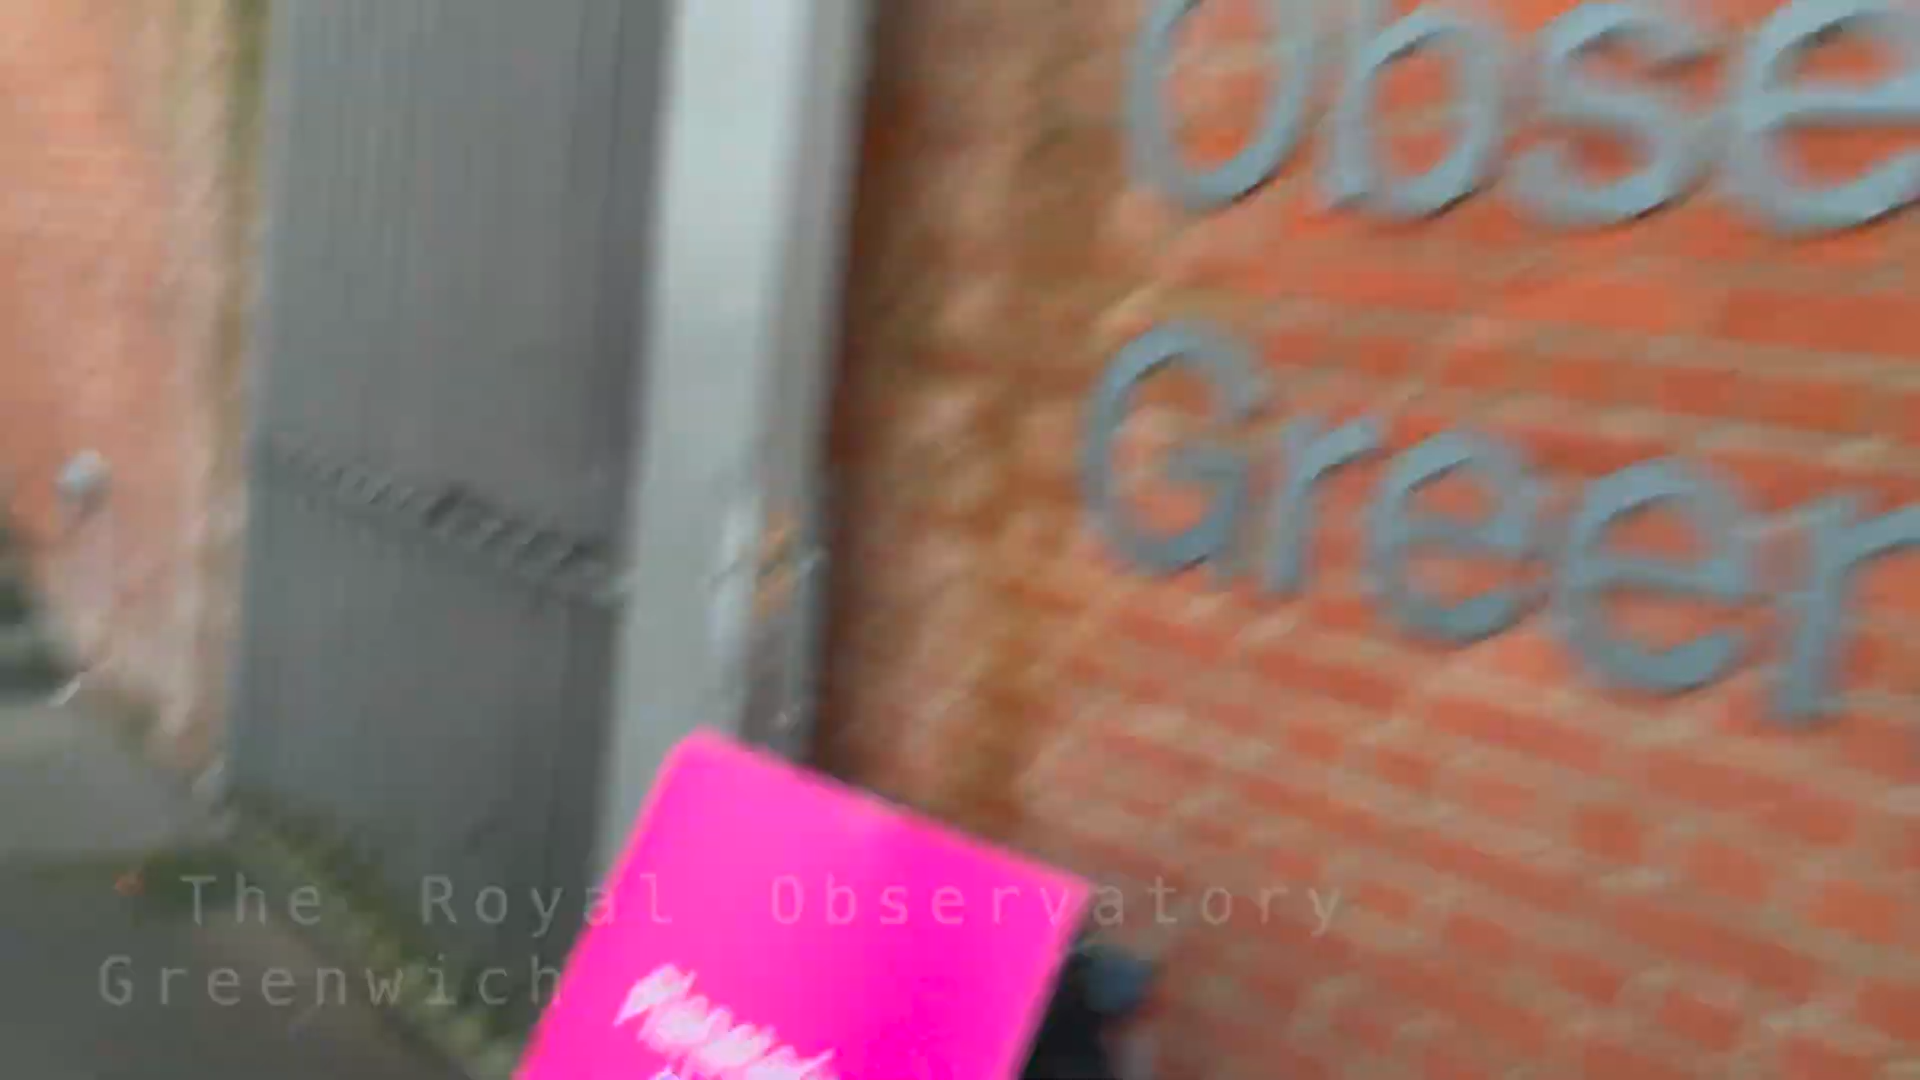 Obse
Green
The Royal Observatory
Greenwich